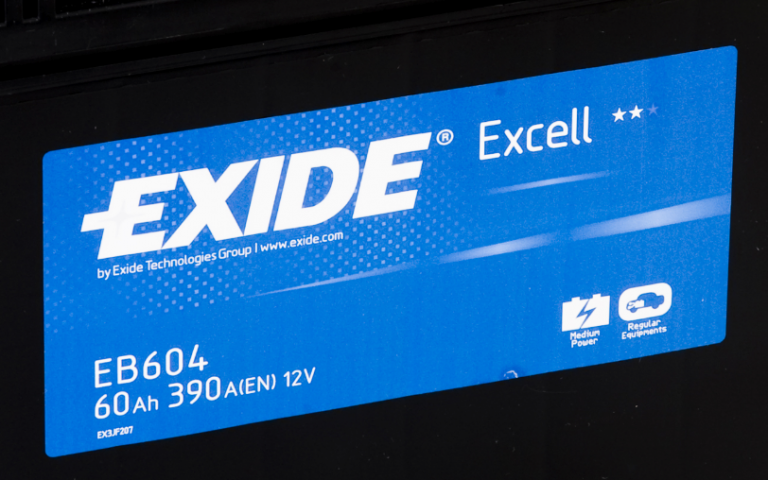 EXIDE® Excell
by Exide Technologies Group | www.exide.com
Medium Power
Regular Equipments
EB604
60Ah 390A(EN) 12V
EX3JF207